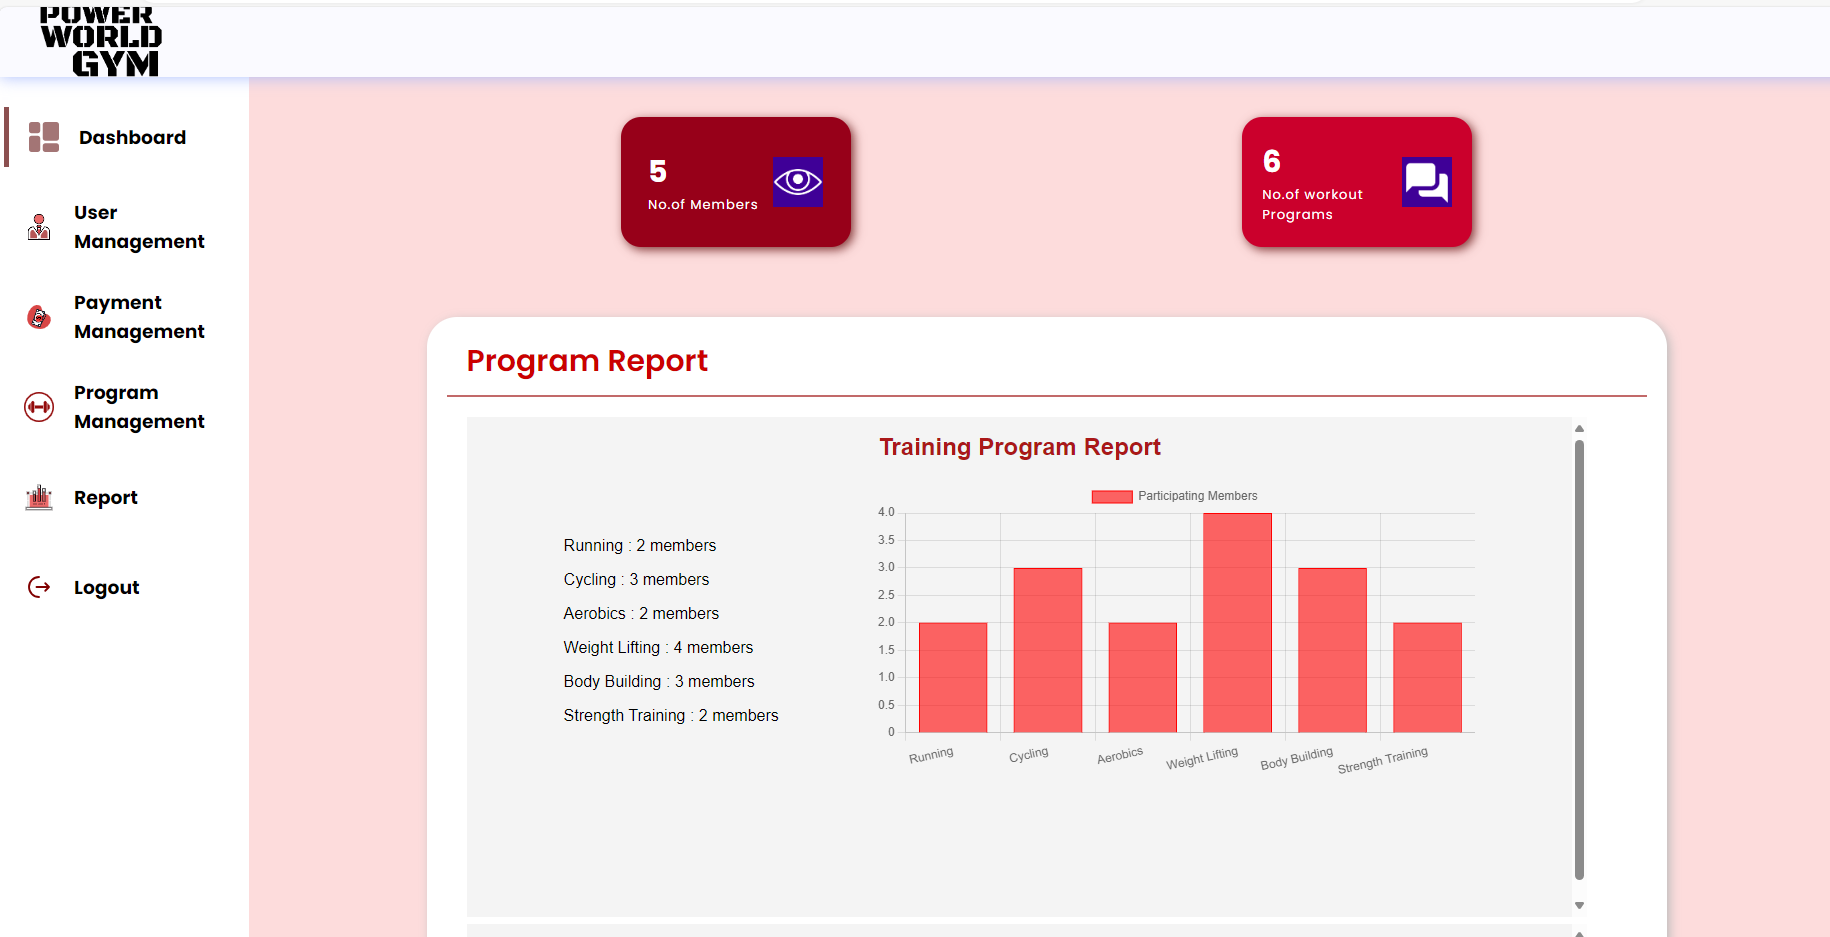 POWER
WORLD
GYM
Dashboard
User
Management
Payment
Management
Program
Management
Report
Logout
5
No.of Members
6
No.of workout
Programs
Program Report
Training Program Report
Participating Members
Running : 2 members
Cycling : 3 members
Aerobics : 2 members
Weight Lifting : 4 members
Body Building : 3 members
Strength Training : 2 members
4.0
3.5
3.0
2.5
2.0
1.5
1.0
0.5
0
Running
Cycling
Aerobics
Weight Lifting
Body Building
Strength Training